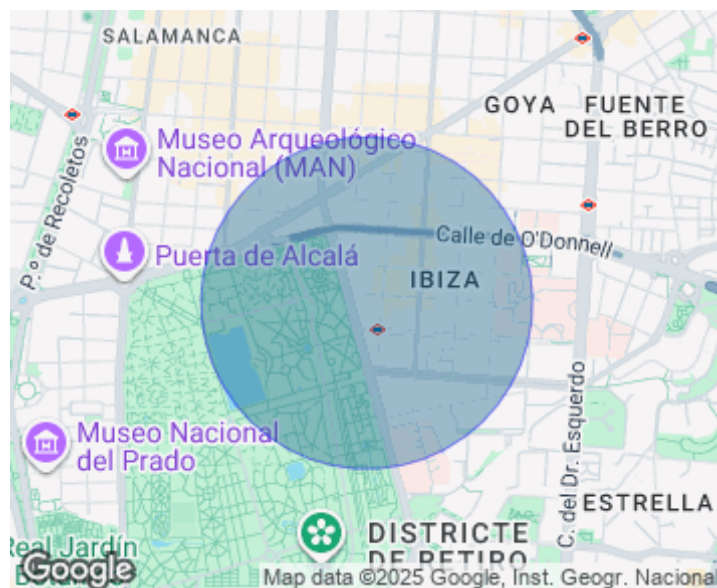 SALAMANCA
GOYA
FUENTE
DEL BERRO
Museo Arqueológico
Nacional (MAN)
P.º de Recoletos
Calle de O'Donnell
Puerta de Alcalá
IBIZA
C. del Dr. Esquerdo
Museo Nacional
del Prado
ESTRELLA
DISTRICTE
DE RETIRO
Real Jardín
Google
Map data ©2025 Google, Inst. Geogr. Nacional